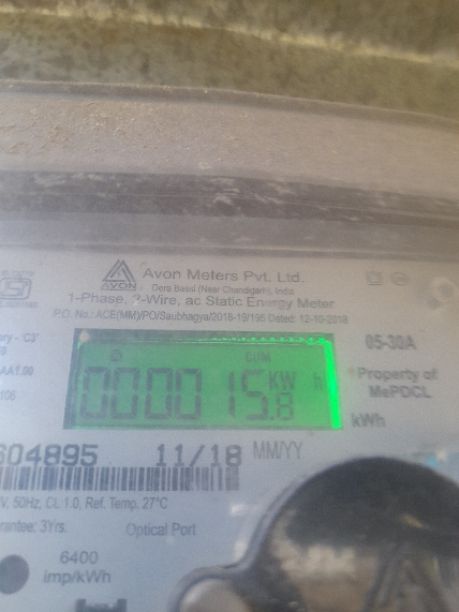 AVON
Avon Meters Pvt. Ltd.
Dera Bassi (Near Chandigarh), India
1-Phase, 2-Wire, ac Static Energy Meter
P.O. No.: ACE(MM)/PO/Saubhagya/2018-19/195 Dated: 12-10-2018
05-30A
CUM
000015.8 KW h
Property of
MePDCL
kWh
604895 11/18 MM/YY
V, 50Hz, CL 1.0, Ref. Temp. 27°C
Optical Port
6400
imp/kWh